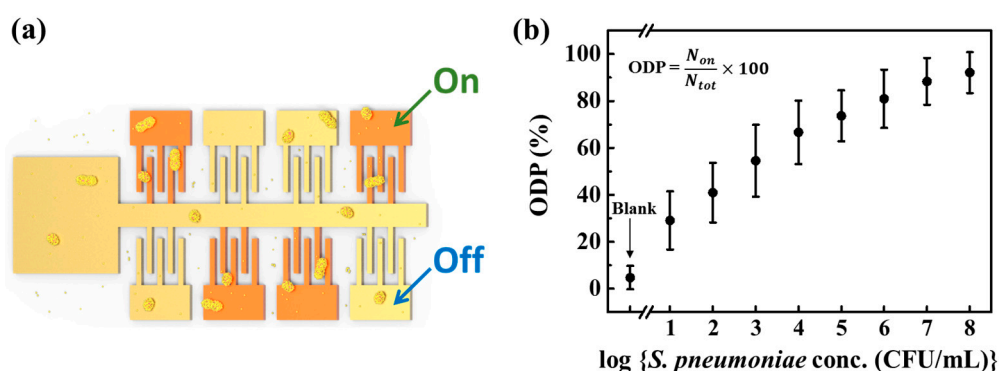 (a)
On
Off
(b)
ODP (%)
100
80
60
40
20
0
ODP = N_on / N_tot × 100
Blank
1 2 3 4 5 6 7 8
log {S. pneumoniae conc. (CFU/mL)}